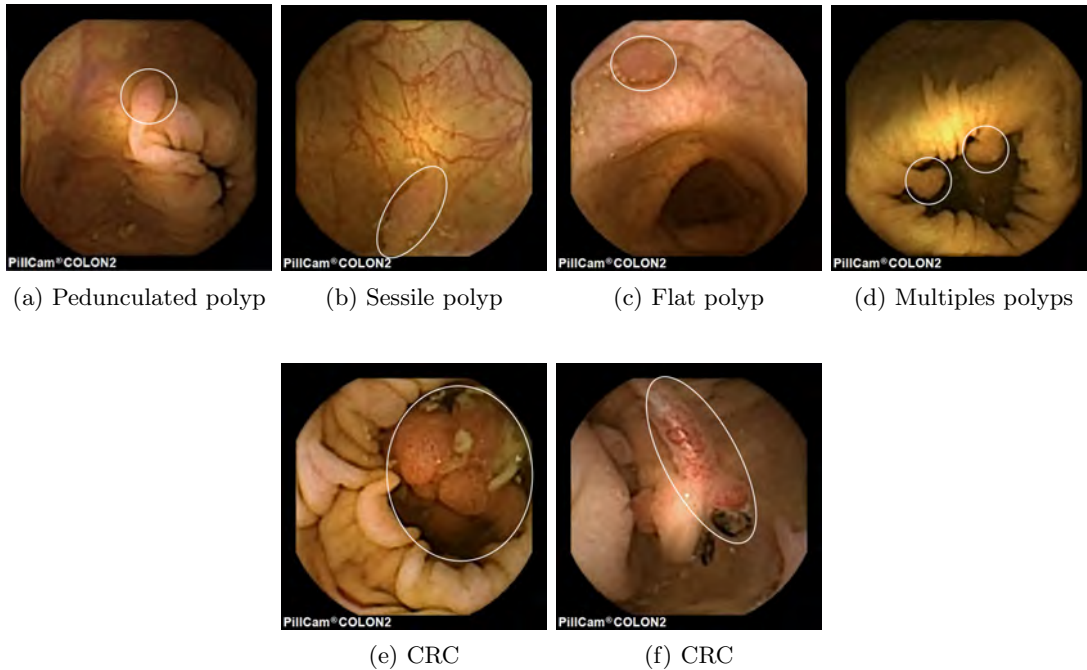 PillCam®COLON2
PillCam®COLON2
PillCam®COLON2
PillCam®COLON2
(a) Pedunculated polyp
(b) Sessile polyp
(c) Flat polyp
(d) Multiples polyps
PillCam®COLON2
PillCam®COLON2
(e) CRC
(f) CRC